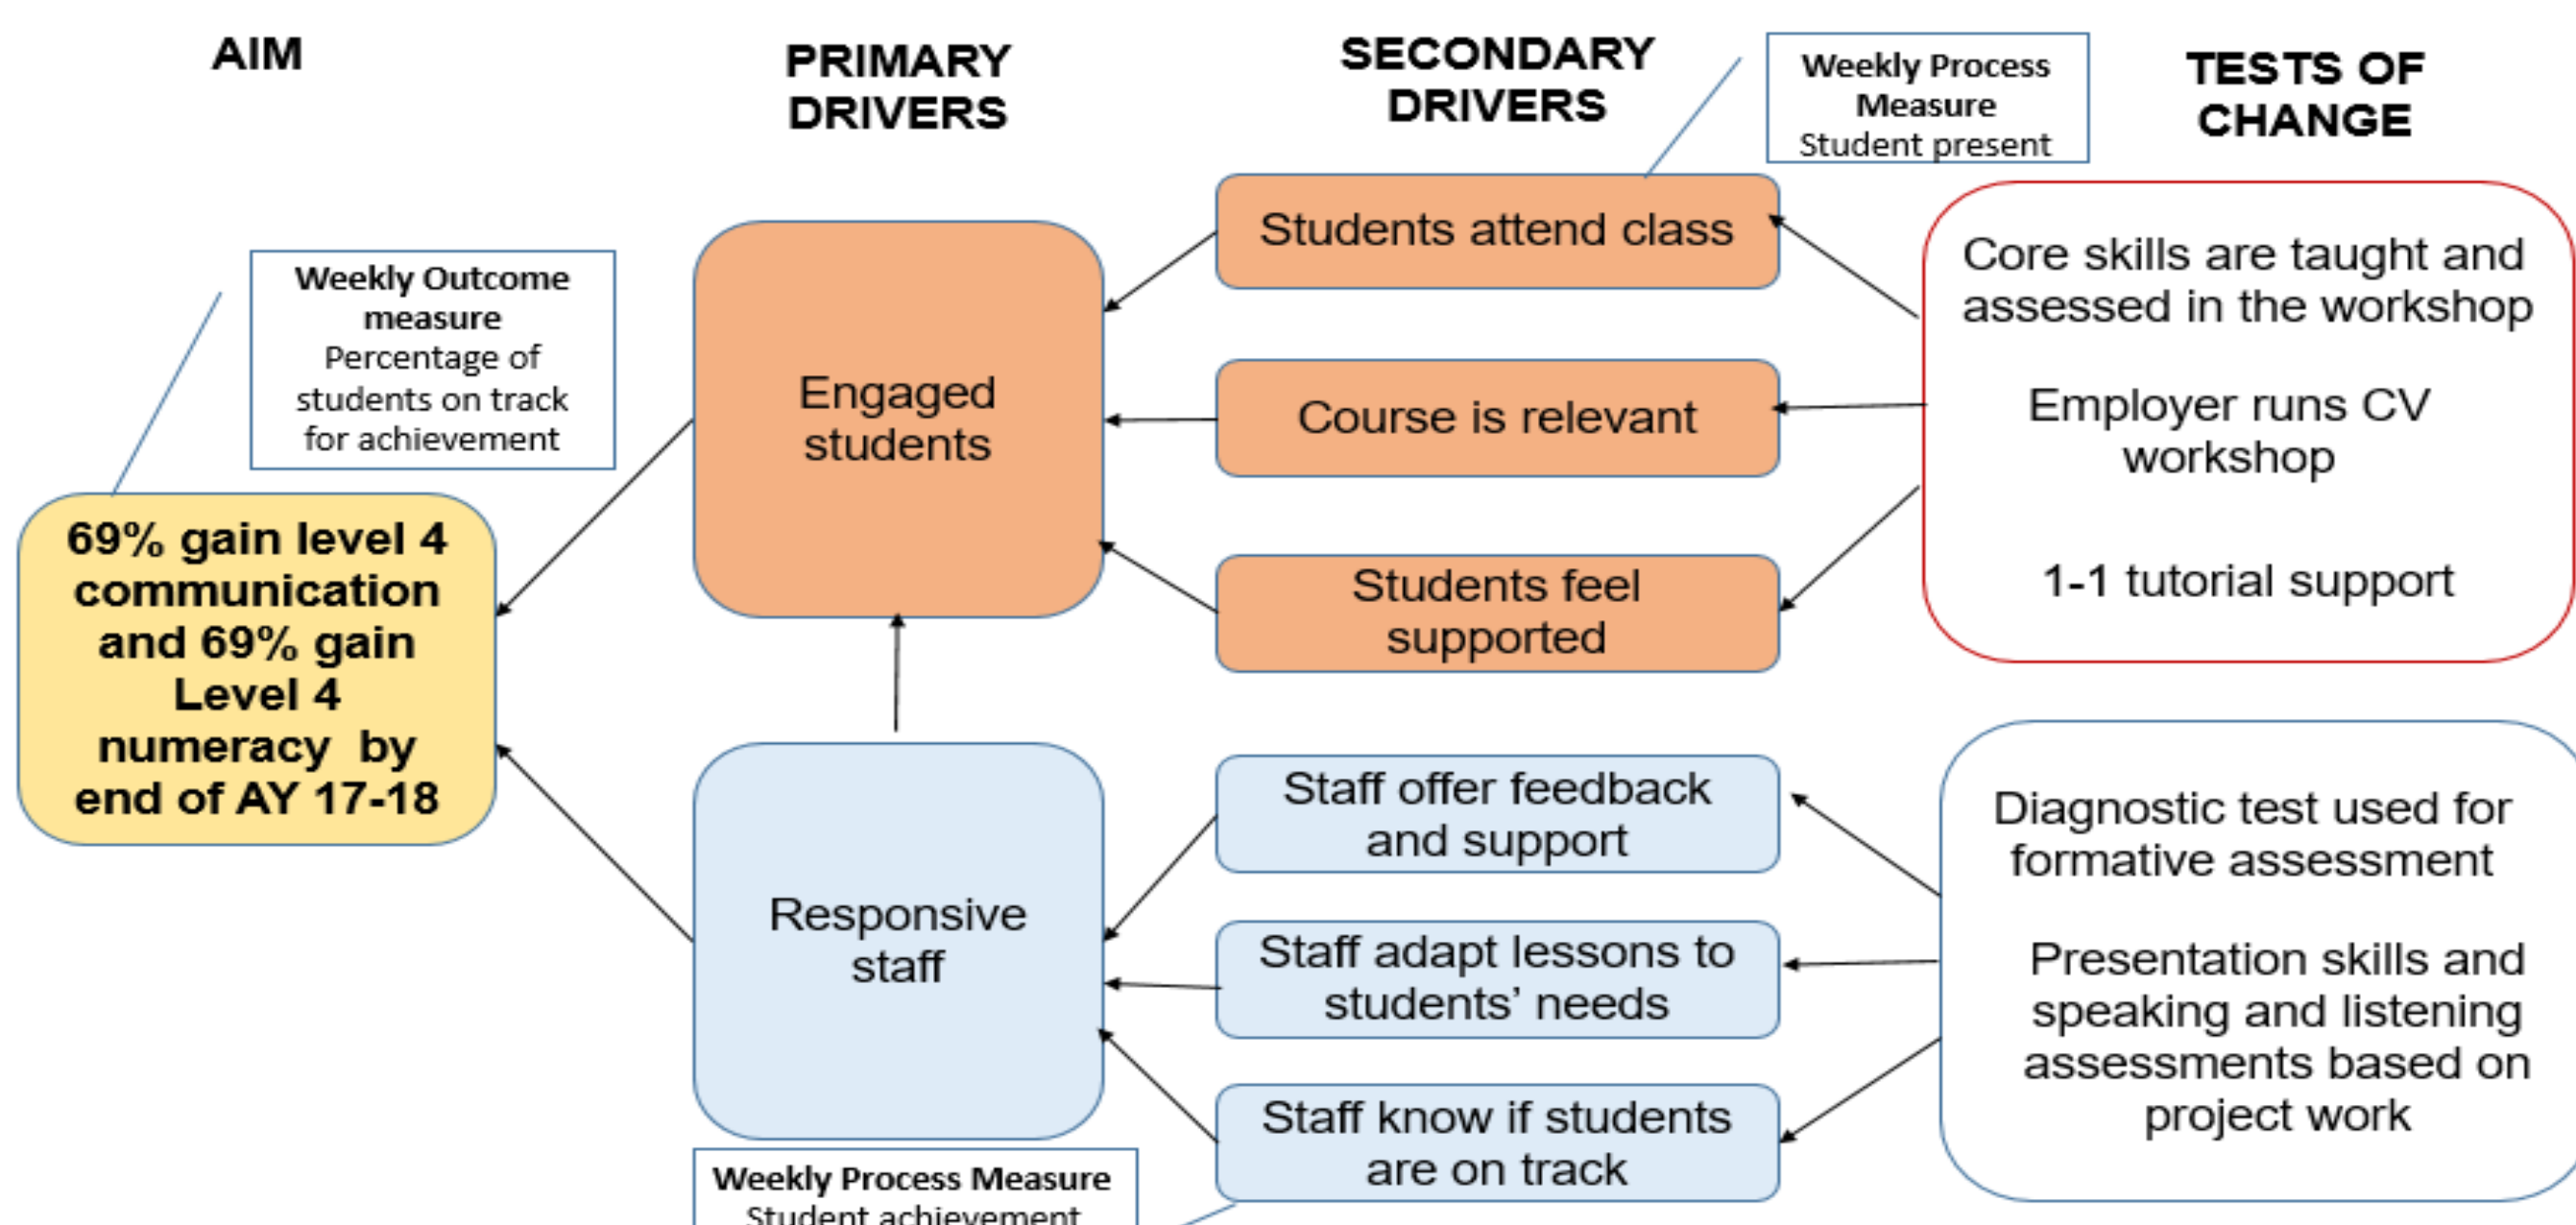 AIM
PRIMARY
DRIVERS
SECONDARY
DRIVERS
Weekly Process
Measure
Student present
TESTS OF
CHANGE
Weekly Outcome
measure
Percentage of
students on track
for achievement
69% gain level 4
communication
and 69% gain
Level 4
numeracy by
end of AY 17-18
Engaged
students
Responsive
staff
Students attend class
Course is relevant
Students feel
supported
Staff offer feedback
and support
Staff adapt lessons to
students’ needs
Staff know if students
are on track
Core skills are taught and
assessed in the workshop
Employer runs CV
workshop
1-1 tutorial support
Diagnostic test used for
formative assessment
Presentation skills and
speaking and listening
assessments based on
project work
Weekly Process Measure
Student achievement